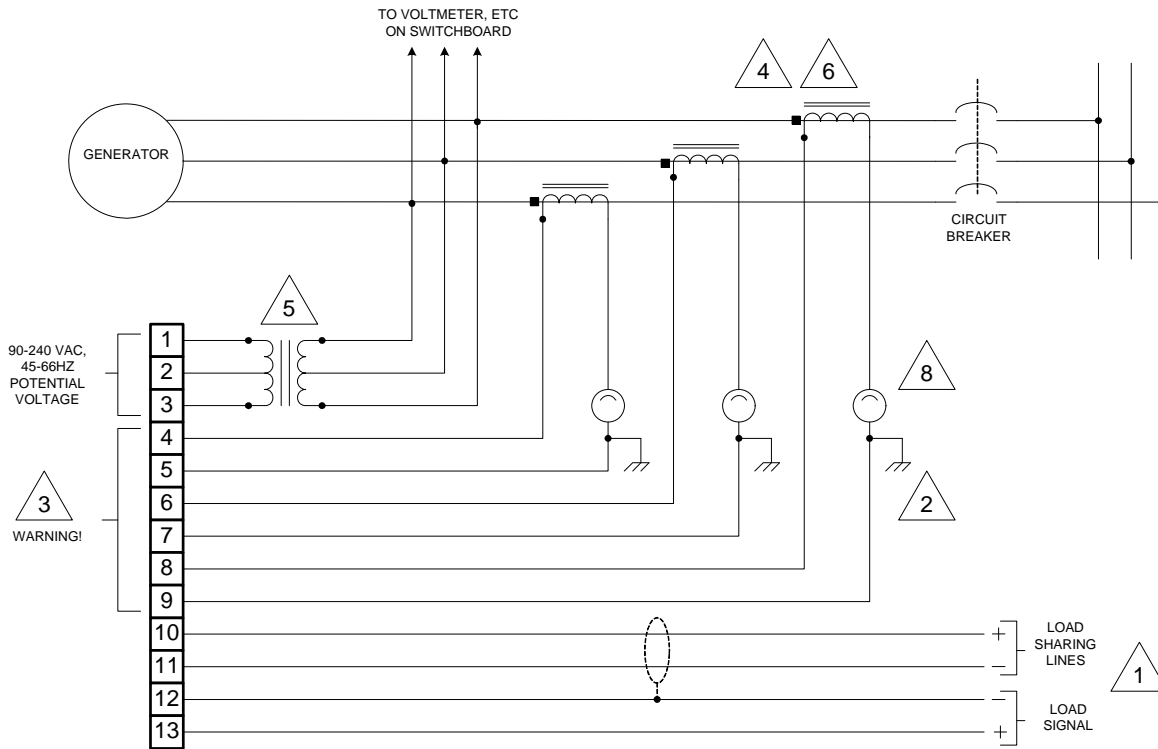 TO VOLTMETER, ETC
ON SWITCHBOARD
4
6
GENERATOR
CIRCUIT
BREAKER
5
90-240 VAC,
45-66HZ
POTENTIAL
VOLTAGE
1
2
3
4
5
6
7
8
9
10
11
12
13
8
2
3
WARNING!
+
−
LOAD
SHARING
LINES
1
−
+
LOAD
SIGNAL